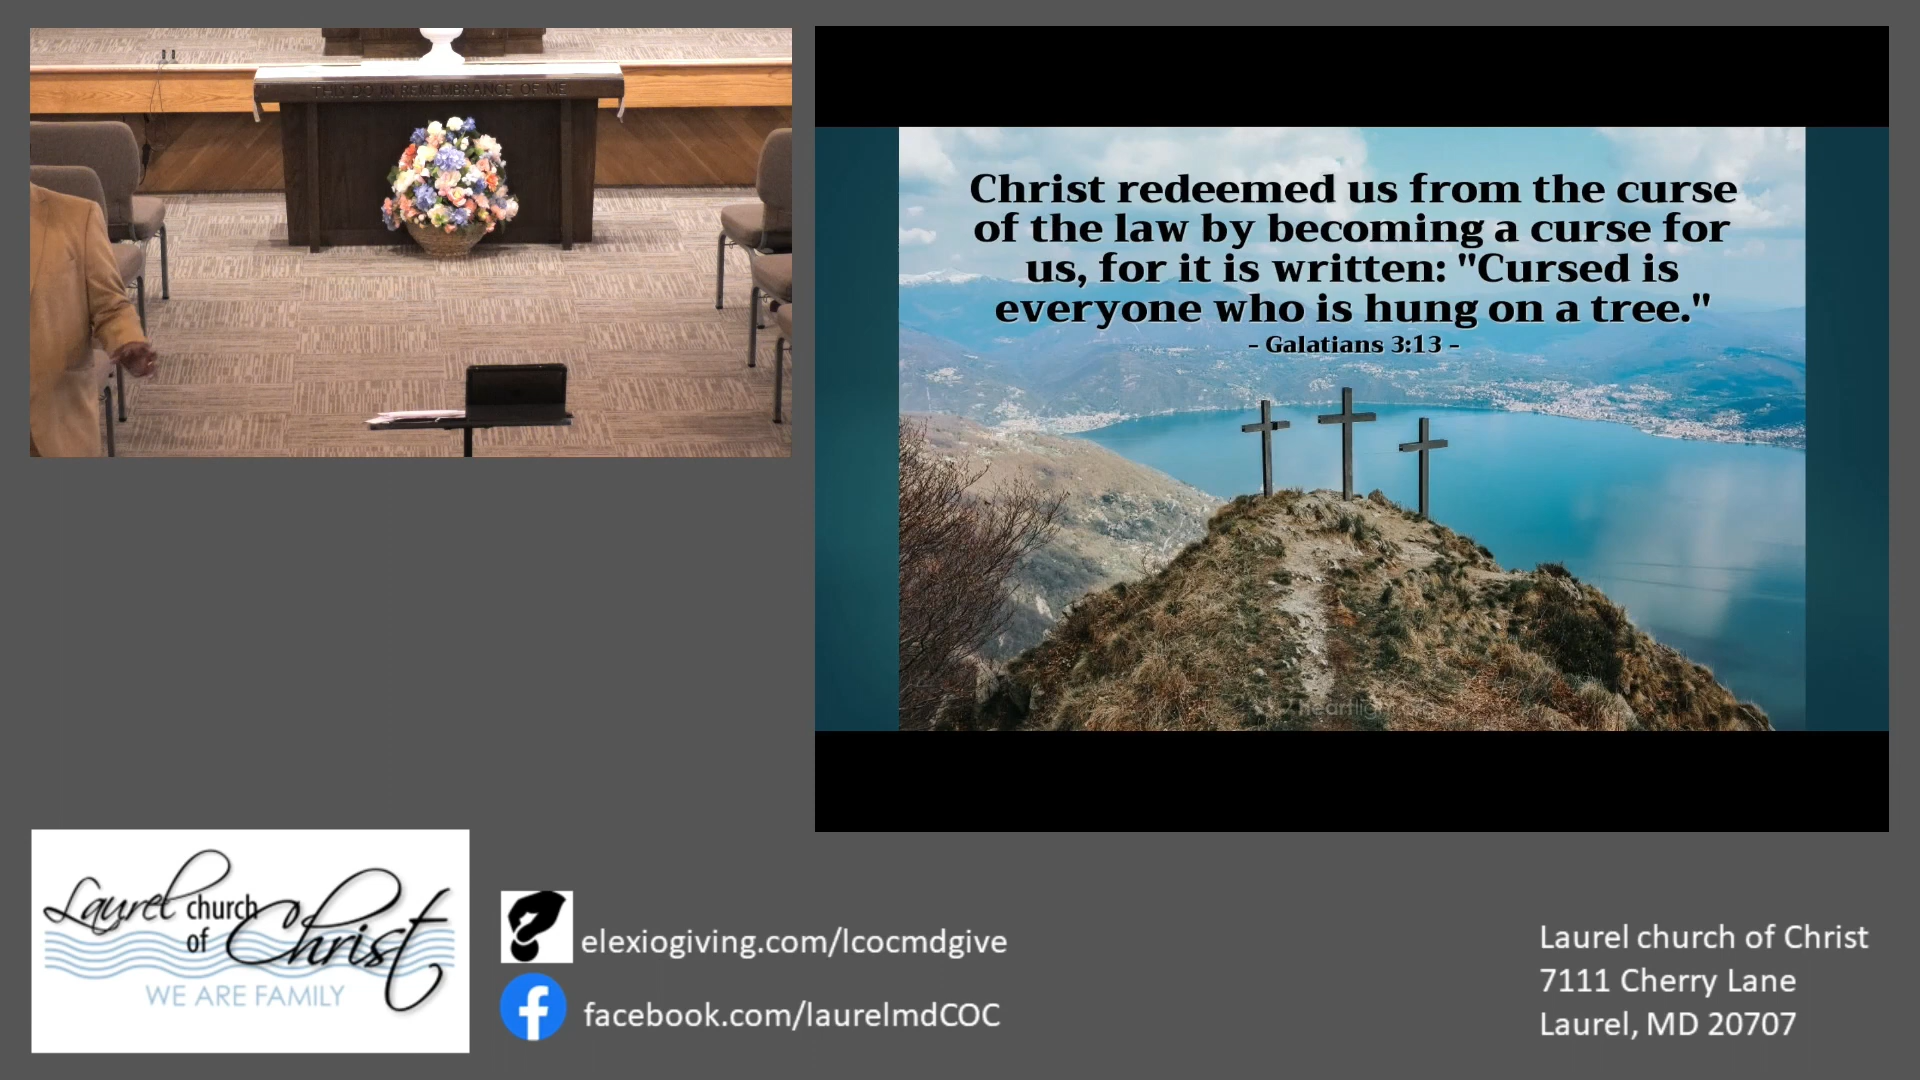 THIS DO IN REMEMBRANCE OF ME
Christ redeemed us from the curse
of the law by becoming a curse for
us, for it is written: "Cursed is
everyone who is hung on a tree."
- Galatians 3:13 -
heartlight.org
Laurel church
of Christ
WE ARE FAMILY
elexiogiving.com/lcocmdgive
facebook.com/laurelmdCOC
Laurel church of Christ
7111 Cherry Lane
Laurel, MD 20707